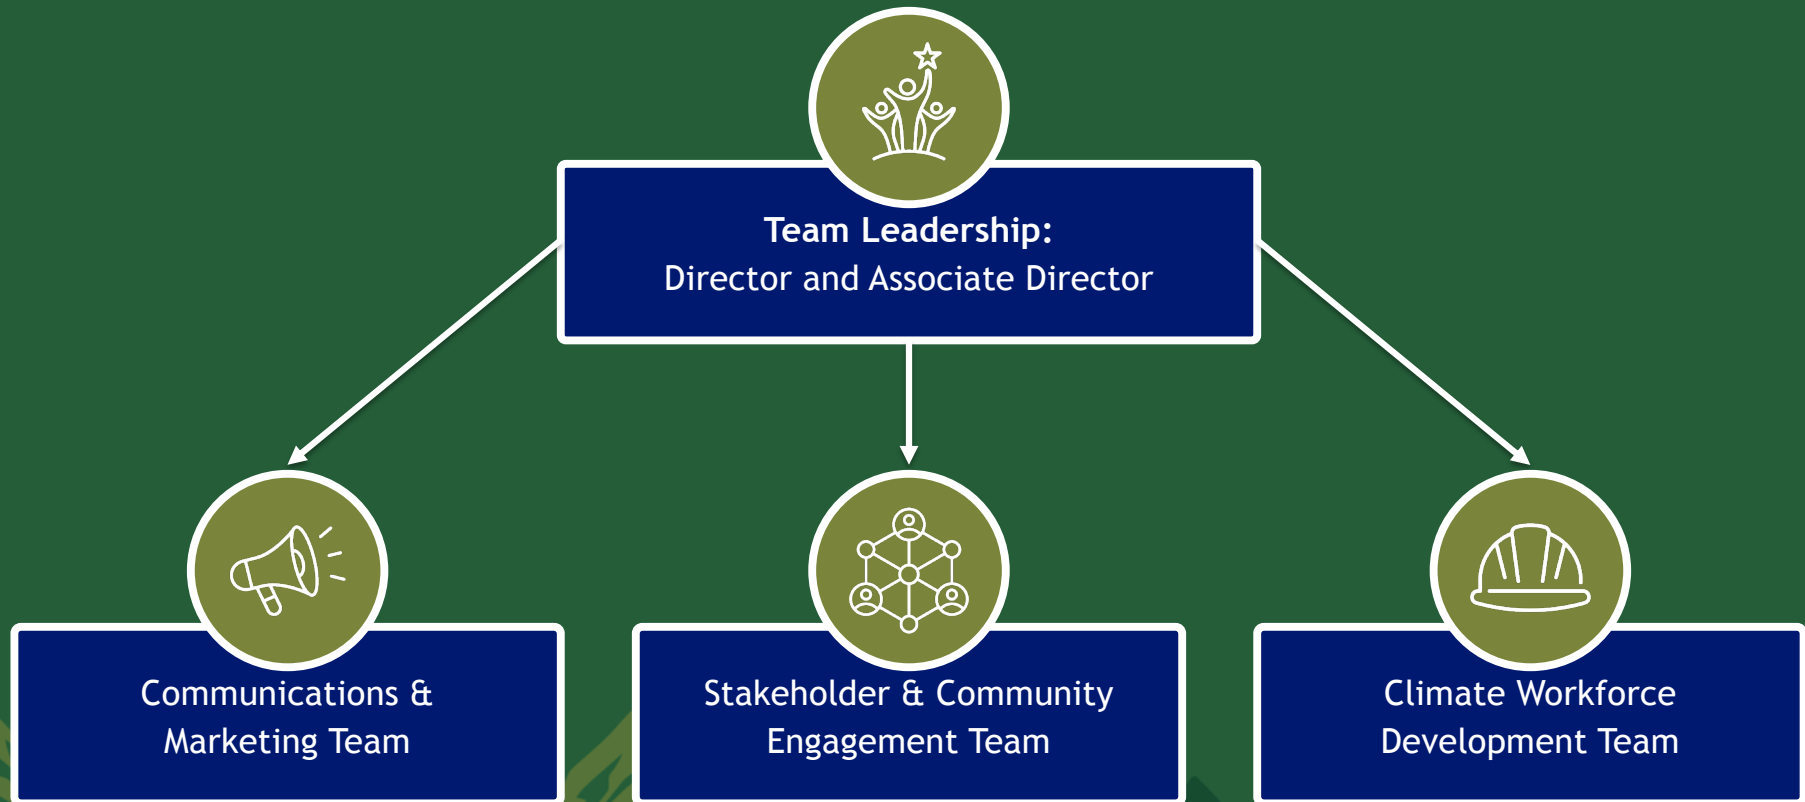 Team Leadership:
Director and Associate Director
Communications &
Marketing Team
Stakeholder & Community
Engagement Team
Climate Workforce
Development Team